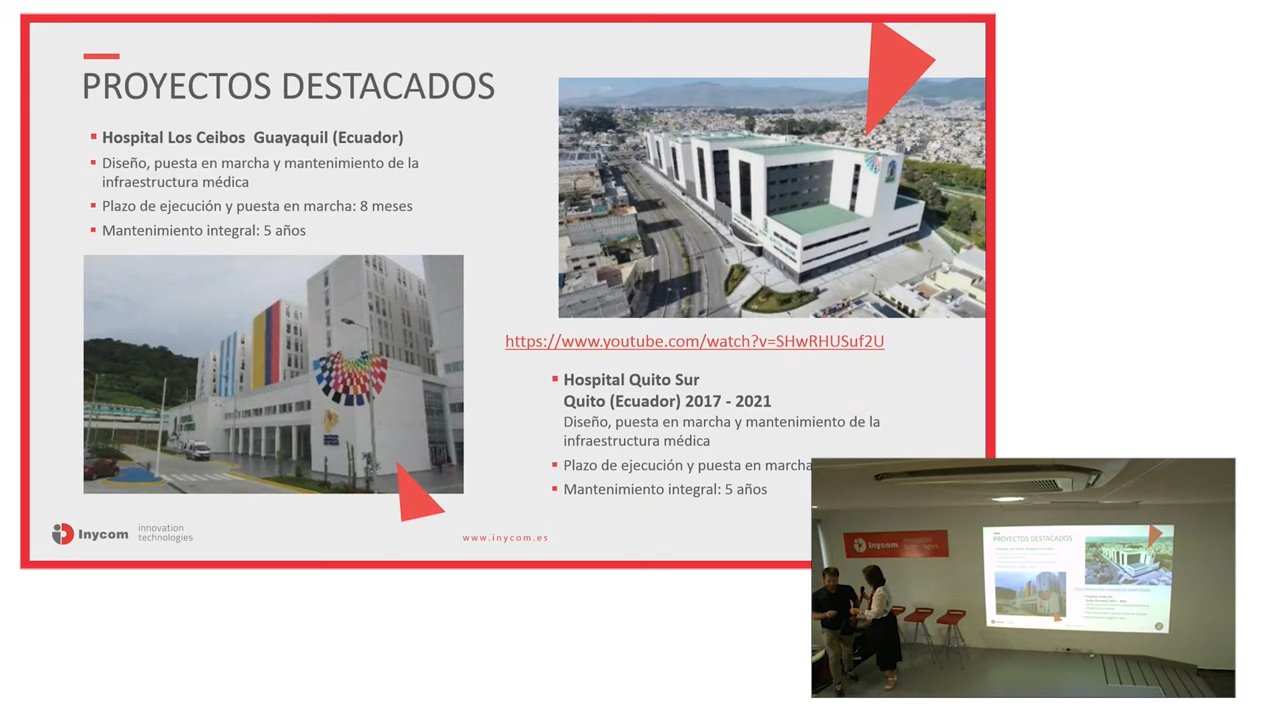 PROYECTOS DESTACADOS
Hospital Los Ceibos Guayaquil (Ecuador)
Diseño, puesta en marcha y mantenimiento de la
infraestructura médica
Plazo de ejecución y puesta en marcha: 8 meses
Mantenimiento integral: 5 años
https://www.youtube.com/watch?v=SHwRHUSuf2U
Hospital Quito Sur
Quito (Ecuador) 2017 - 2021
Diseño, puesta en marcha y mantenimiento de la
infraestructura médica
Plazo de ejecución y puesta en marcha
Mantenimiento integral: 5 años
Inycom
innovation
technologies
www.inycom.es
Inycom
PROYECTOS DESTACADOS